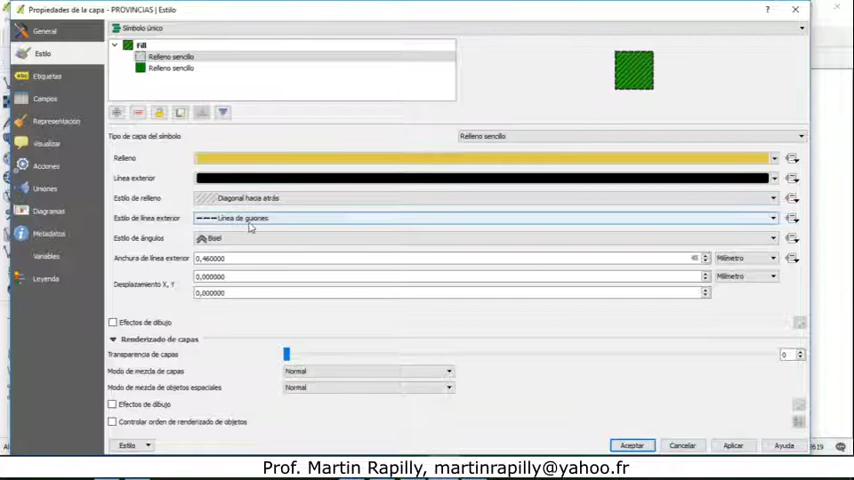 Propiedades de la capa - PROVINCIAS | Estilo
? ×
General
Estilo
Etiquetas
Campos
Representación
Visualizar
Acciones
Uniones
Diagramas
Metadatos
Variables
Leyenda
Símbolo único
Fill
Relleno sencillo
Relleno sencillo
Tipo de capa del símbolo Relleno sencillo
Relleno
Línea exterior
Estilo de relleno Diagonal hacia atrás
Estilo de línea exterior Línea de guiones
Estilo de ángulos Bisel
Anchura de línea exterior 0,460000 Milímetro
Desplazamiento X, Y 0,000000 Milímetro
0,000000
Efectos de dibujo
Renderizado de capas
Transparencia de capas 0
Modo de mezcla de capas Normal
Modo de mezcla de objetos espaciales Normal
Efectos de dibujo
Controlar orden de renderizado de objetos
Estilo Aceptar Cancelar Aplicar Ayuda
Prof. Martin Rapilly, martinrapilly@yahoo.fr